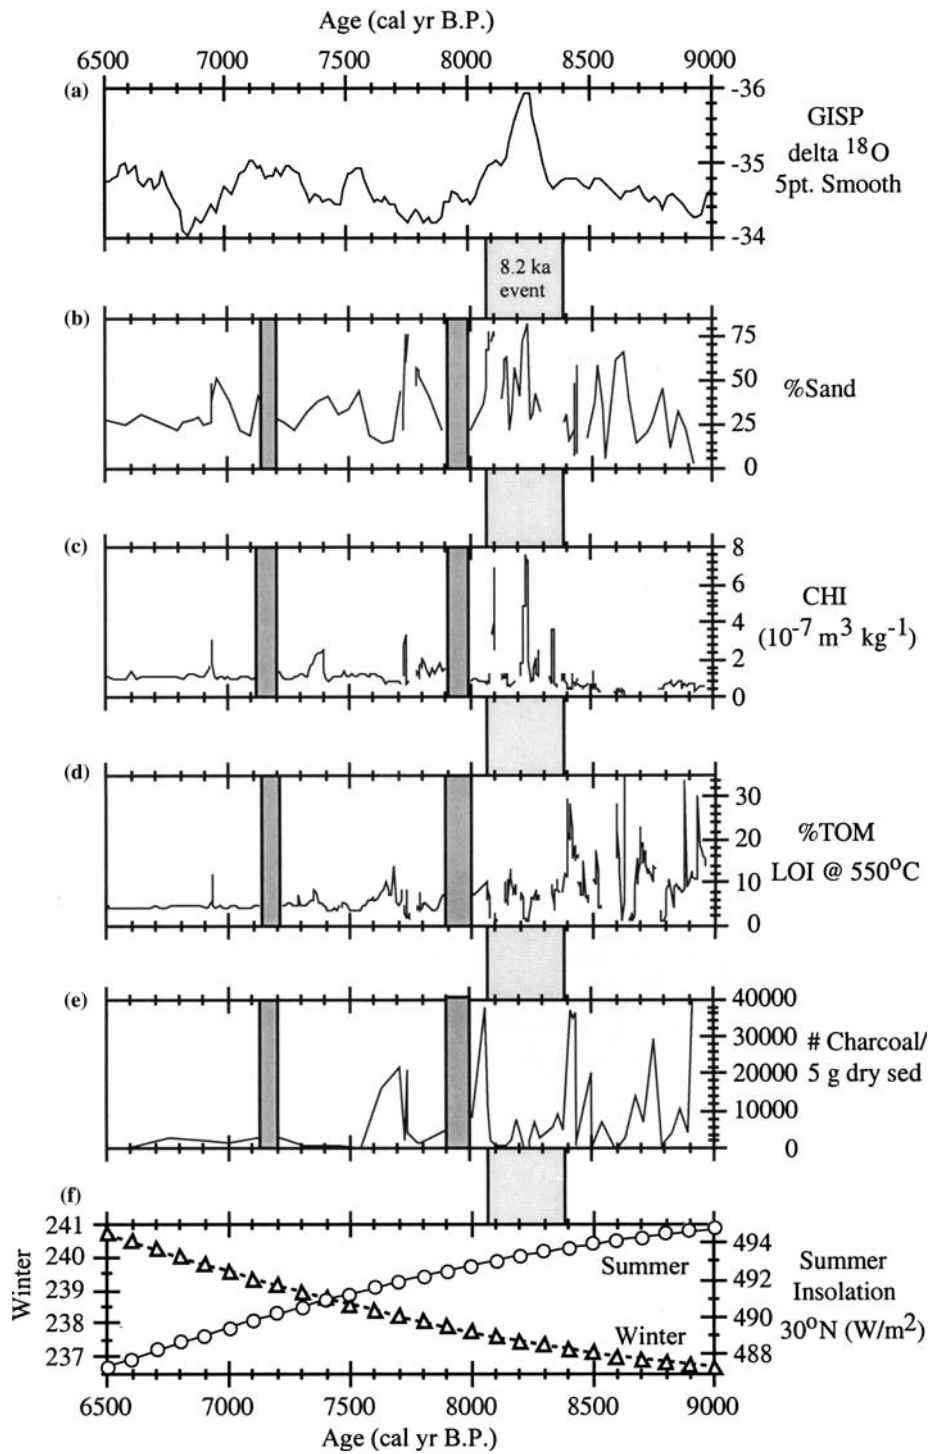 Age (cal yr B.P.)
6500 7000 7500 8000 8500 9000
(a)
-36
-35
-34
GISP
delta 18O
5pt. Smooth
8.2 ka
event
(b)
75
50
25
0
%Sand
(c)
8
6
4
2
0
CHI
(10-7 m3 kg-1)
(d)
30
20
10
0
%TOM
LOI @ 550oC
(e)
40000
30000
20000
10000
0
# Charcoal/
5 g dry sed
(f)
241
240
239
238
237
Winter
Summer
Winter
494
492
490
488
Summer
Insolation
30oN (W/m2)
6500 7000 7500 8000 8500 9000
Age (cal yr B.P.)